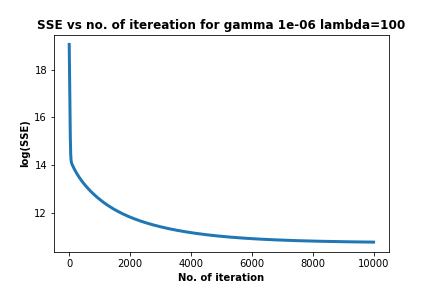 SSE vs no. of itereation for gamma 1e-06 lambda=100
18
16
14
12
log(SSE)
0 2000 4000 6000 8000 10000
No. of iteration